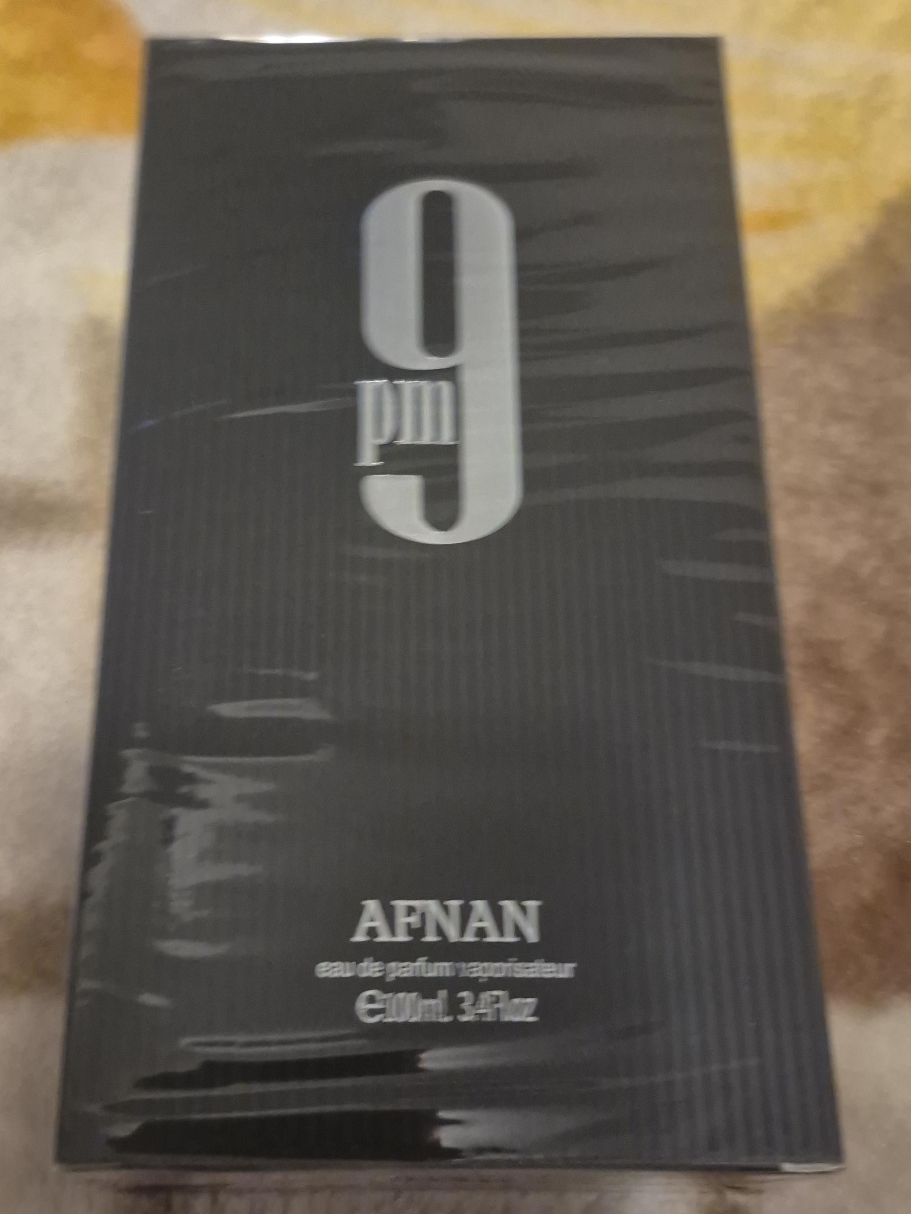 9
pm
AFNAN
eau de parfum vaporisateur
℮100ml. 3.4Fl.oz